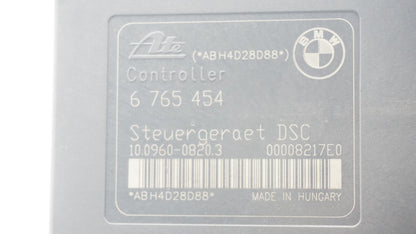 Ate
(*ABH4D28D88*)
BMW
Controller
6 765 454
Steuergeraet DSC
10.0960-0820.3 00008217E0
*ABH4D28D88* MADE IN HUNGARY